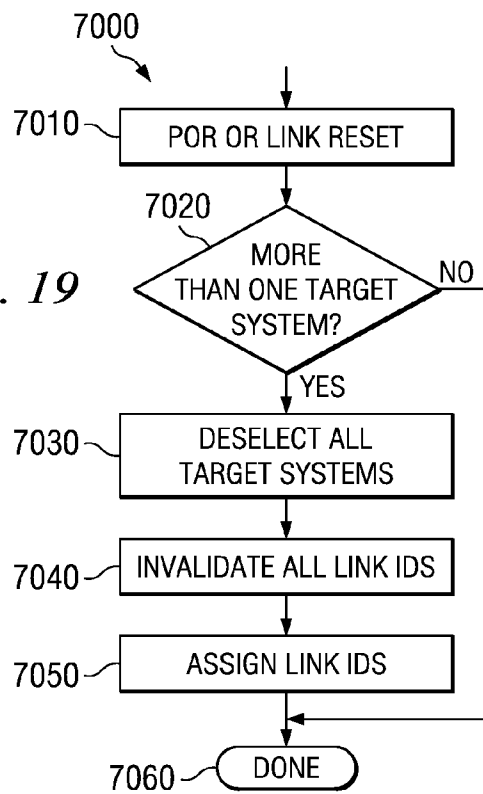 7000
7010
POR OR LINK RESET
7020
MORE
THAN ONE TARGET
SYSTEM?
NO
. 19
YES
7030
DESELECT ALL
TARGET SYSTEMS
7040
INVALIDATE ALL LINK IDS
7050
ASSIGN LINK IDS
7060
DONE